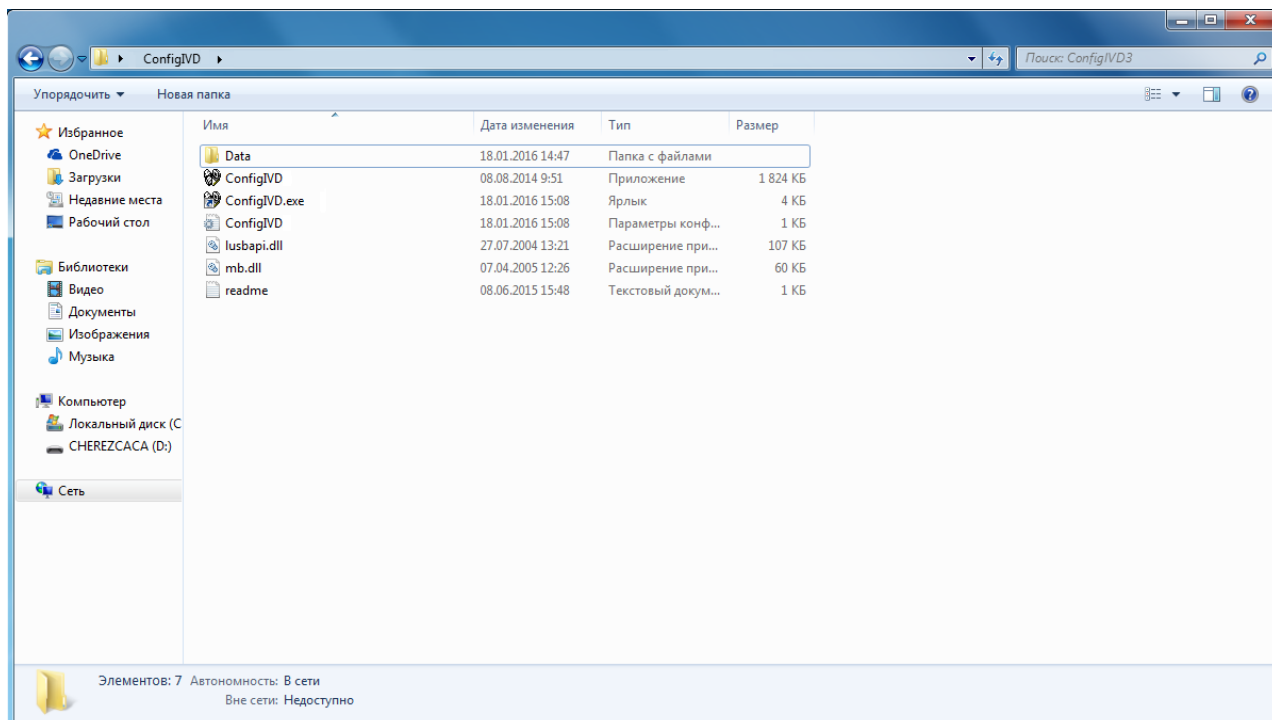 ConfigIVD
Поиск: ConfigIVD3
Упорядочить
Новая папка
Избранное
OneDrive
Загрузки
Недавние места
Рабочий стол
Библиотеки
Видео
Документы
Изображения
Музыка
Компьютер
Локальный диск (C
CHEREZCACA (D:)
Сеть
Имя Дата изменения Тип Размер
Data 18.01.2016 14:47 Папка с файлами
ConfigIVD 08.08.2014 9:51 Приложение 1 824 КБ
ConfigIVD.exe 18.01.2016 15:08 Ярлык 4 КБ
ConfigIVD 18.01.2016 15:08 Параметры конф... 1 КБ
lusbapi.dll 27.07.2004 13:21 Расширение при... 107 КБ
mb.dll 07.04.2005 12:26 Расширение при... 60 КБ
readme 08.06.2015 15:48 Текстовый докум... 1 КБ
Элементов: 7 Автономность: В сети
Вне сети: Недоступно